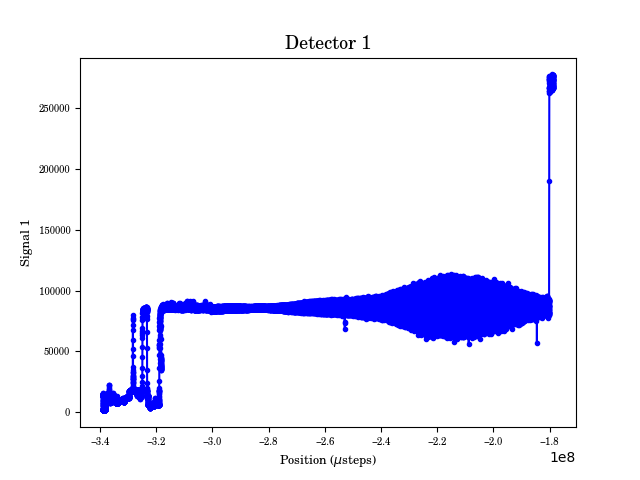 Detector 1
250000
200000
150000
100000
50000
0
Signal 1
−3.4 −3.2 −3.0 −2.8 −2.6 −2.4 −2.2 −2.0 −1.8
1e8
Position (μsteps)